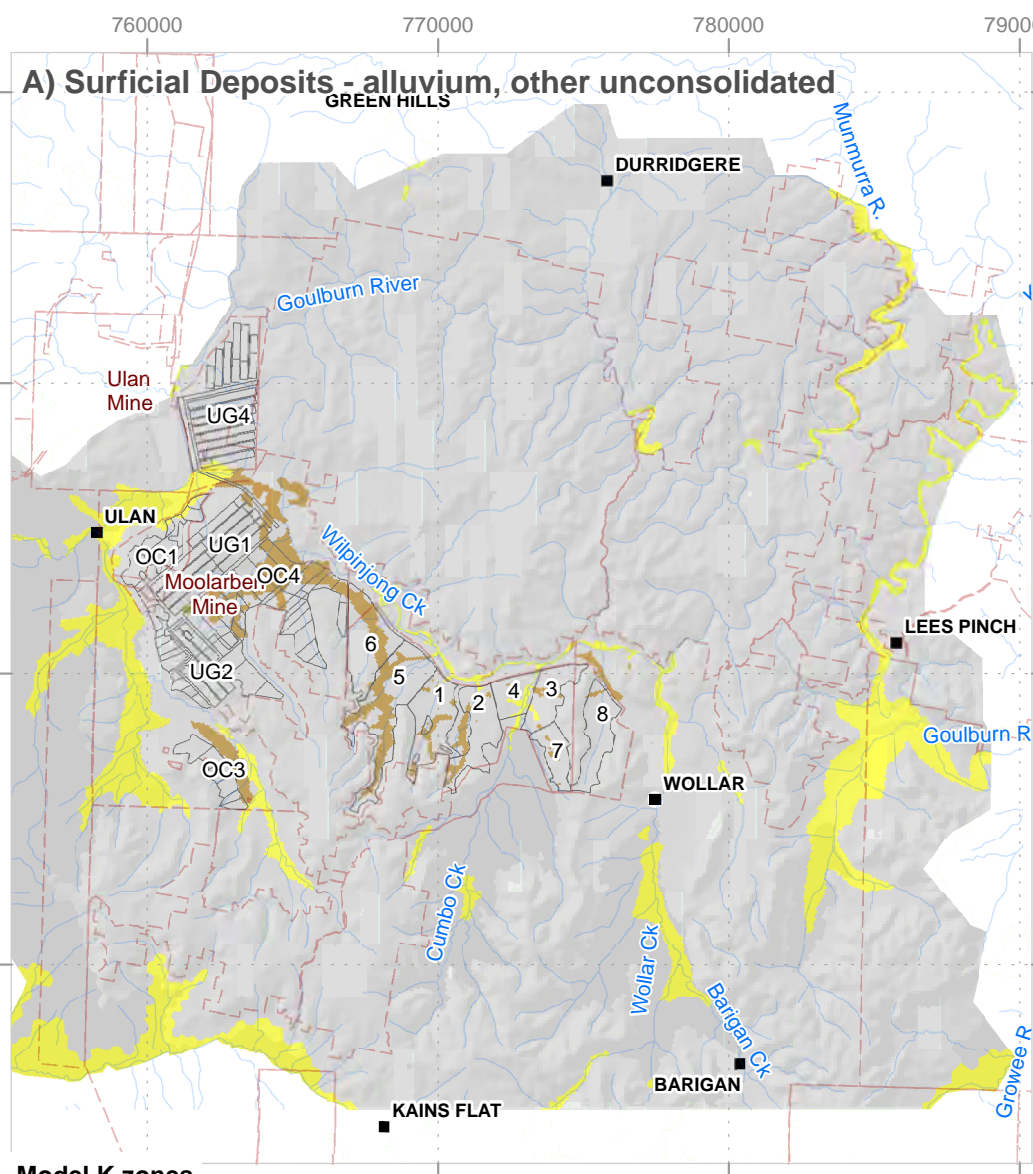 760000
770000
780000
790000
A) Surficial Deposits - alluvium, other unconsolidated
GREEN HILLS
Munmurra R.
DURRIDGERE
Goulburn River
Ulan
Mine
UG4
ULAN
OC1
UG1
Wilpinjong Ck
OC4
Moolarben
Mine
LEES PINCH
6
UG2
5
1
2
4
3
8
Goulburn R
7
OC3
WOLLAR
Cumbo Ck
Wollar Ck
Barigan Ck
Growee R
BARIGAN
KAINS FLAT
Model K zones